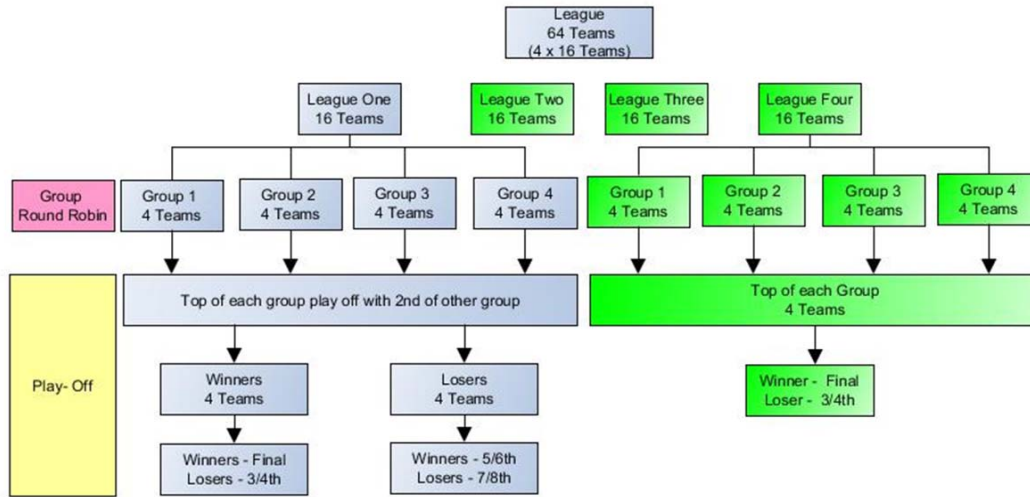 League
64 Teams
(4 x 16 Teams)
League One
16 Teams
League Two
16 Teams
League Three
16 Teams
League Four
16 Teams
Group
Round Robin
Group 1
4 Teams
Group 2
4 Teams
Group 3
4 Teams
Group 4
4 Teams
Group 1
4 Teams
Group 2
4 Teams
Group 3
4 Teams
Group 4
4 Teams
Play- Off
Top of each group play off with 2nd of other group
Top of each Group
4 Teams
Winners
4 Teams
Losers
4 Teams
Winner - Final
Loser - 3/4th
Winners - Final
Losers - 3/4th
Winners - 5/6th
Losers - 7/8th